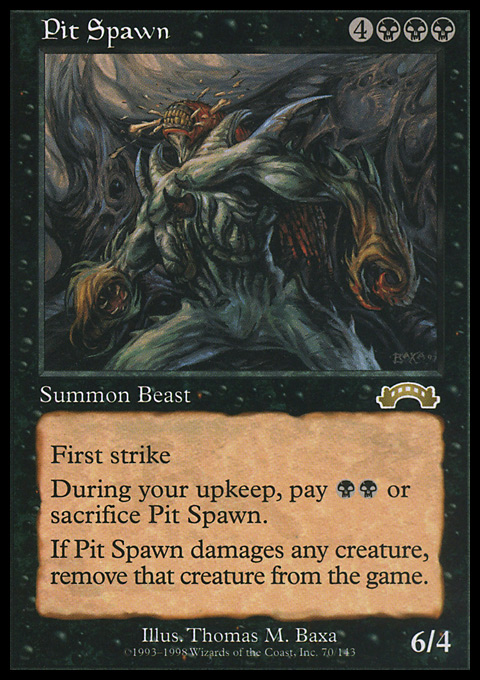 Pit Spawn 4
Summon Beast
First strike
During your upkeep, pay or
sacrifice Pit Spawn.
If Pit Spawn damages any creature,
remove that creature from the game.
Illus. Thomas M. Baxa
©1993–1998 Wizards of the Coast, Inc. 70/143
6/4